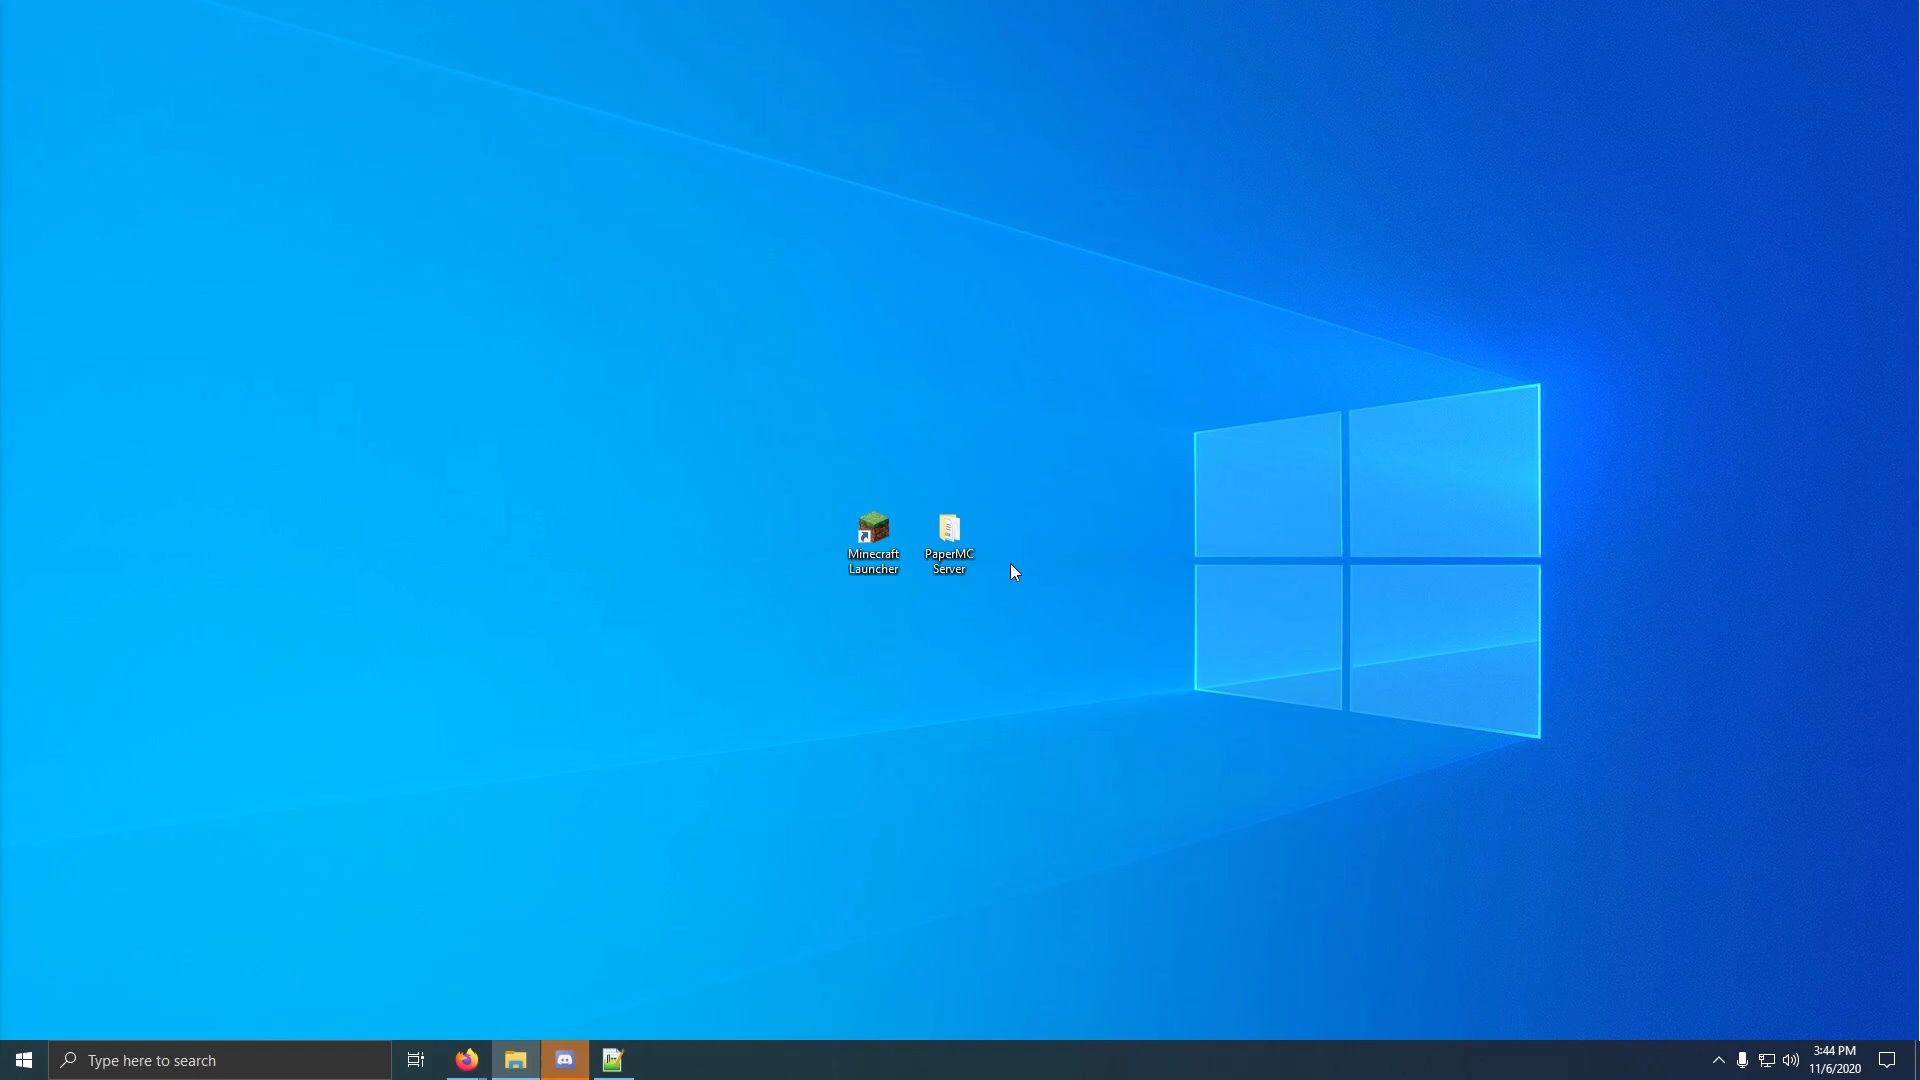 Minecraft
Launcher
PaperMC
Server
Type here to search
3:44 PM
11/6/2020